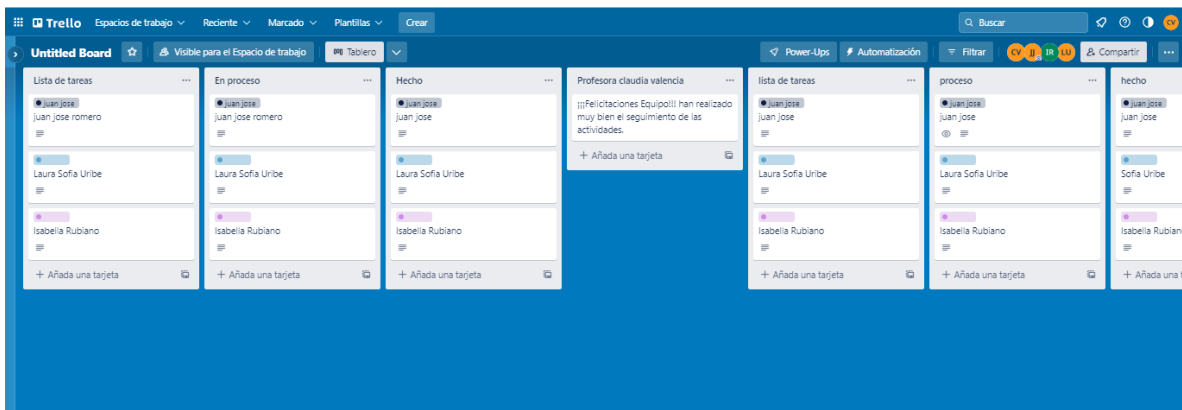 Trello
Espacios de trabajo
Reciente
Marcado
Plantillas
Crear
Buscar
CV
Untitled Board
Visible para el Espacio de trabajo
Tablero
Power-Ups
Automatización
Filtrar
CV
JJ
IR
LU
Compartir
Lista de tareas
juan jose
juan jose romero
Laura Sofia Uribe
Isabella Rubiano
+ Añada una tarjeta
En proceso
juan jose
juan jose romero
Laura Sofia Uribe
Isabella Rubiano
+ Añada una tarjeta
Hecho
juan jose
juan jose
Laura Sofia Uribe
Isabella Rubiano
+ Añada una tarjeta
Profesora claudia valencia
¡¡¡Felicitaciones Equipo!!! han realizado
muy bien el seguimiento de las
actividades.
+ Añada una tarjeta
lista de tareas
juan jose
juan jose
Laura Sofia Uribe
Isabella Rubiano
+ Añada una tarjeta
proceso
juan jose
juan jose
Laura Sofia Uribe
Isabella Rubiano
+ Añada una tarjeta
hecho
juan jose
juan jose
Sofia Uribe
Isabella Rubian
+ Añada una